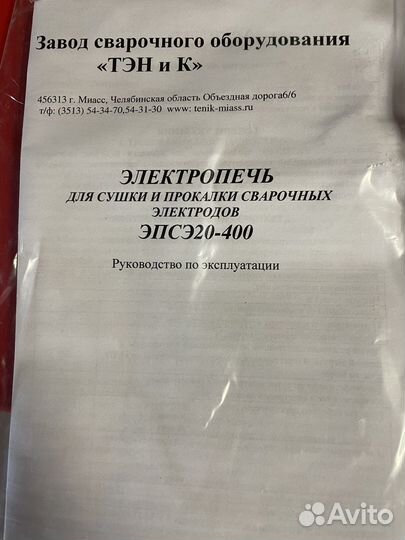 Завод сварочного оборудования
«ТЭН и К»
456313 г. Миасс, Челябинская область Объездная дорога6/6
т/ф: (3513) 54-34-70,54-31-30 www: tenik-miass.ru
ЭЛЕКТРОПЕЧЬ
ДЛЯ СУШКИ И ПРОКАЛКИ СВАРОЧНЫХ
ЭЛЕКТРОДОВ
ЭПСЭ20-400
Руководство по эксплуатации
Avito